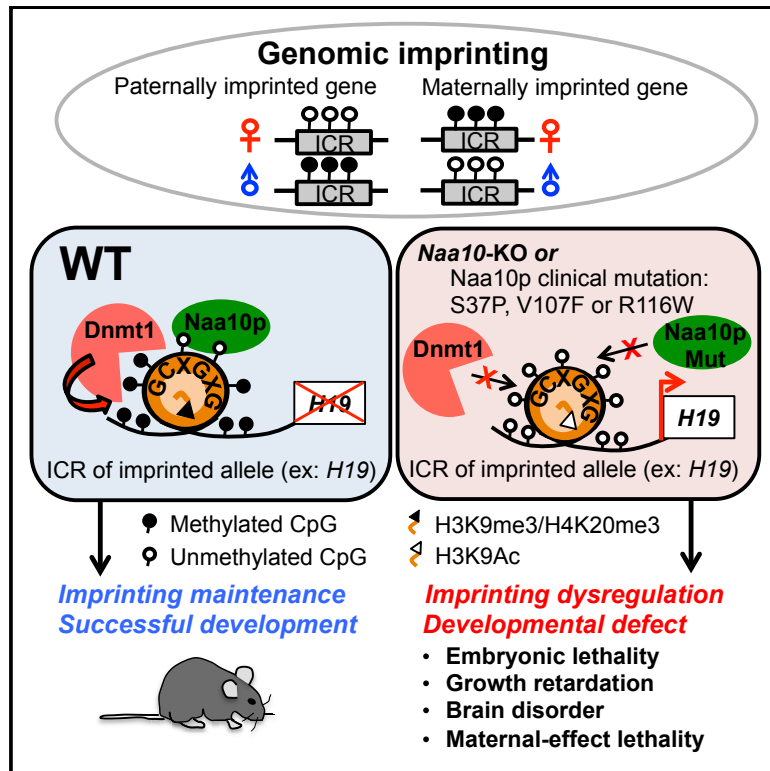 Genomic imprinting
Paternally imprinted gene
Maternally imprinted gene
ICR
ICR
ICR
ICR
WT
Dnmt1
Naa10p
GCXGXG
H19
ICR of imprinted allele (ex: H19)
Naa10-KO or
Naa10p clinical mutation:
S37P, V107F or R116W
Dnmt1
Naa10p
Mut
GCXGXG
H19
ICR of imprinted allele (ex: H19)
Methylated CpG
Unmethylated CpG
H3K9me3/H4K20me3
H3K9Ac
Imprinting maintenance
Successful development
Imprinting dysregulation
Developmental defect
• Embryonic lethality
• Growth retardation
• Brain disorder
• Maternal-effect lethality